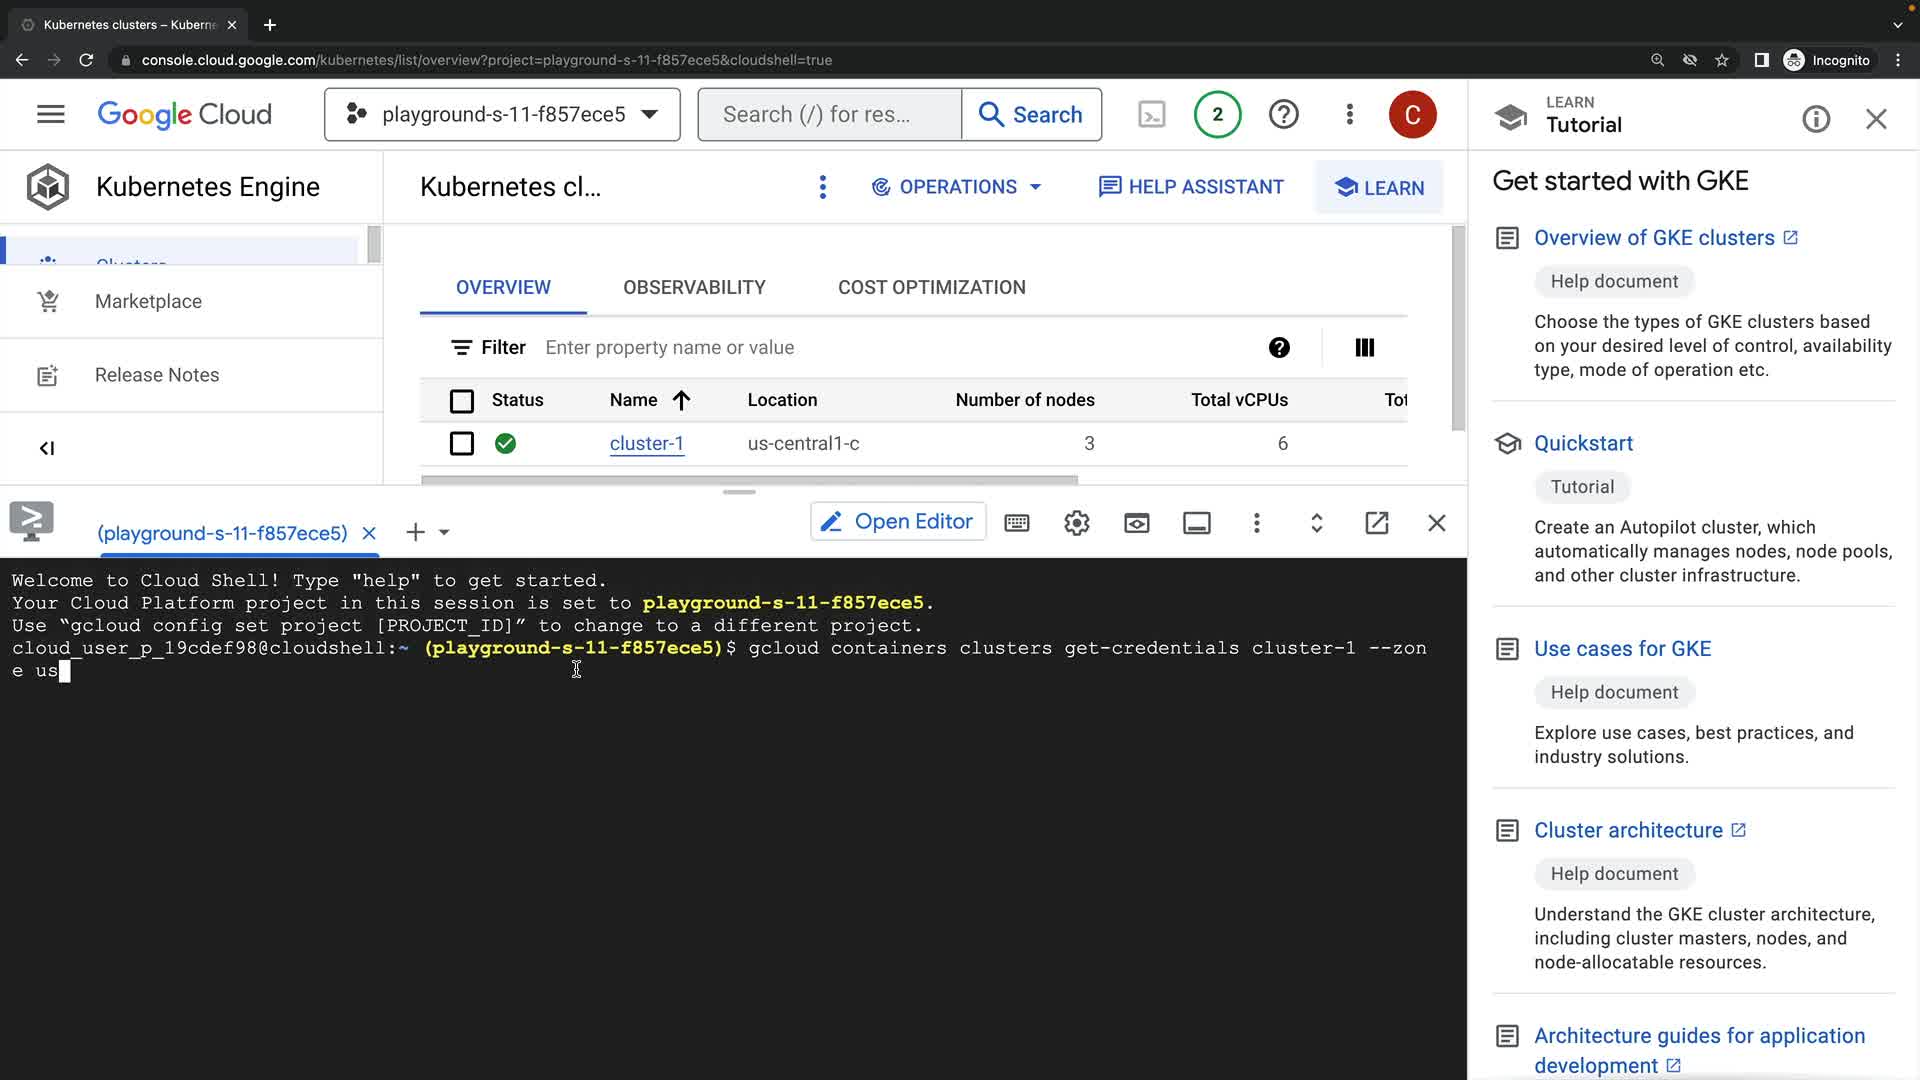 Kubernetes clusters – Kuberne
console.cloud.google.com/kubernetes/list/overview?project=playground-s-11-f857ece5&cloudshell=true
Incognito
Google Cloud
playground-s-11-f857ece5
Search (/) for res...
Search
2
C
LEARN
Tutorial
Kubernetes Engine
Kubernetes cl...
OPERATIONS
HELP ASSISTANT
LEARN
Clusters
Marketplace
Release Notes
OVERVIEW
OBSERVABILITY
COST OPTIMIZATION
Filter Enter property name or value
Status Name Location Number of nodes Total vCPUs Tot
cluster-1 us-central1-c 3 6
Get started with GKE
Overview of GKE clusters
Help document
Choose the types of GKE clusters based
on your desired level of control, availability
type, mode of operation etc.
Quickstart
Tutorial
Create an Autopilot cluster, which
automatically manages nodes, node pools,
and other cluster infrastructure.
Use cases for GKE
Help document
Explore use cases, best practices, and
industry solutions.
Cluster architecture
Help document
Understand the GKE cluster architecture,
including cluster masters, nodes, and
node-allocatable resources.
Architecture guides for application
development
(playground-s-11-f857ece5)
Open Editor
Welcome to Cloud Shell! Type "help" to get started.
Your Cloud Platform project in this session is set to playground-s-11-f857ece5.
Use “gcloud config set project [PROJECT_ID]” to change to a different project.
cloud_user_p_19cdef98@cloudshell:~ (playground-s-11-f857ece5)$ gcloud containers clusters get-credentials cluster-1 --zon
e us